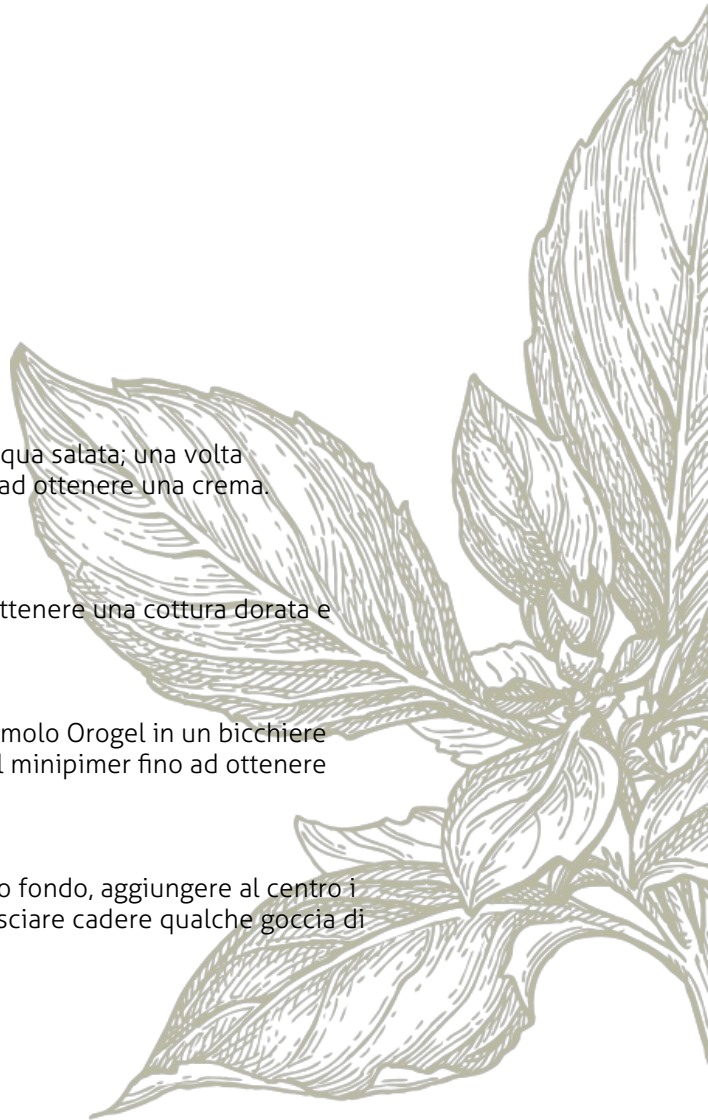 qua salata; una volta
ad ottenere una crema.
ttenere una cottura dorata e
molo Orogel in un bicchiere
l minipimer fino ad ottenere
o fondo, aggiungere al centro i
sciare cadere qualche goccia di